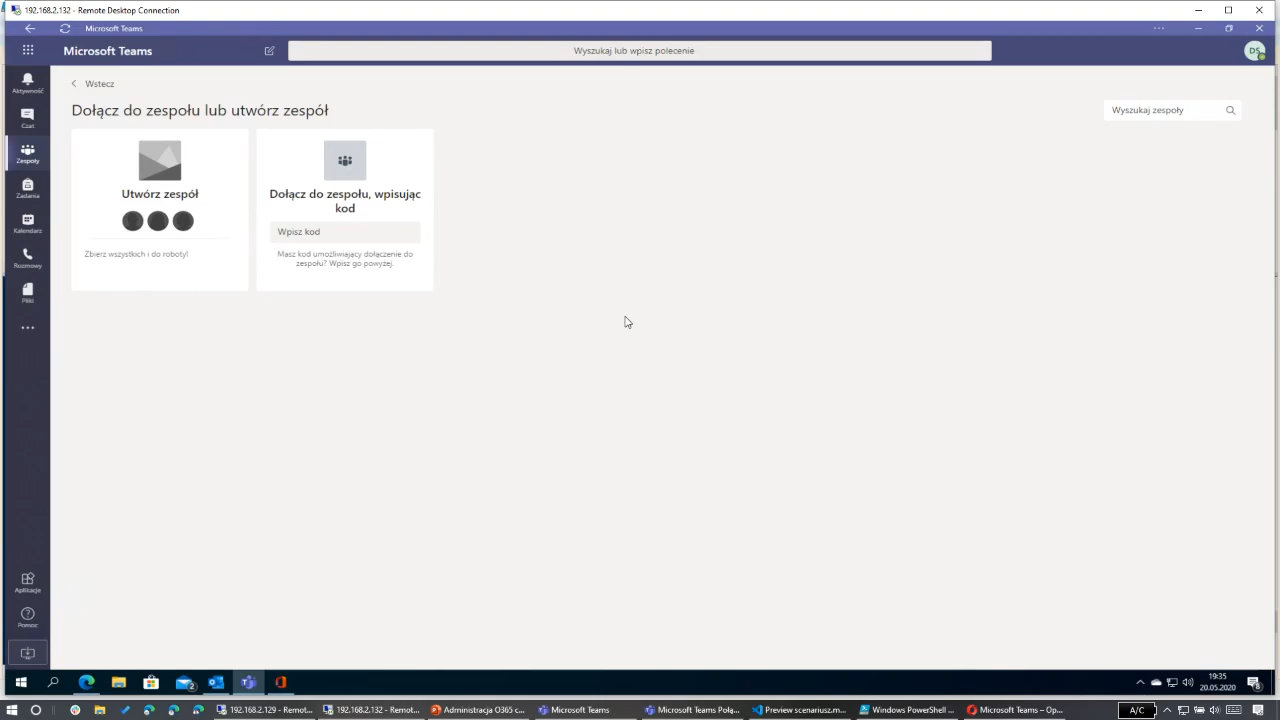 192.168.2.132 - Remote Desktop Connection
Microsoft Teams
Microsoft Teams
Wyszukaj lub wpisz polecenie
DS
Aktywność
Czat
Zespoły
Zadania
Kalendarz
Rozmowy
Pliki
Aplikacje
Pomoc
Wstecz
Dołącz do zespołu lub utwórz zespół
Wyszukaj zespoły
Utwórz zespół
Zbierz wszystkich i do roboty!
Dołącz do zespołu, wpisując
kod
Wpisz kod
Masz kod umożliwiający dołączenie do
zespołu? Wpisz go powyżej.
2
19:35
20.05.2020
8
192.168.2.129 - Remot...
192.168.2.132 - Remot...
Administracja O365 c...
Microsoft Teams
Microsoft Teams Połą...
Preview scenariusz.m...
Windows PowerShell ...
Microsoft Teams – Op...
A/C